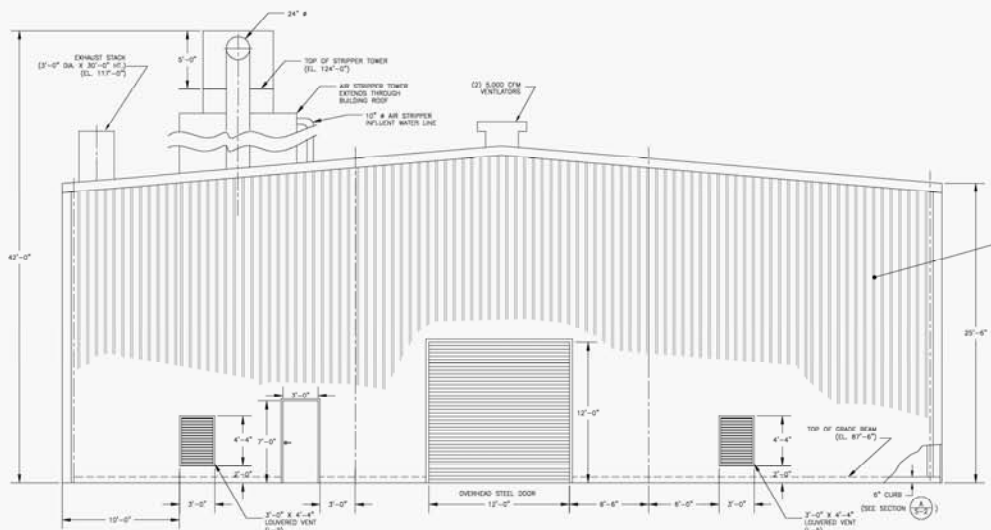 24" ø
EXHAUST STACK
(3'-0" DIA. X 30'-0" HT.)
(EL. 117'-0")
5'-0"
TOP OF STRIPPER TOWER
(EL. 124'-0")
AIR STRIPPER TOWER
EXTENDS THROUGH
BUILDING ROOF
10" ø AIR STRIPPER
INFLUENT WATER LINE
(2) 5,000 CFM
VENTILATORS
42'-0"
25'-6"
3'-0"
12'-0"
7'-0"
4'-4"
2'-0"
4'-4"
2'-0"
TOP OF GRADE BEAM
(EL. 87'-6")
OVERHEAD STEEL DOOR
3'-0"
3'-0"
12'-0"
6'-6"
6'-0"
3'-0"
10'-0"
3'-0" X 4'-4"
LOUVERED VENT
3'-0" X 4'-4"
LOUVERED VENT
6" CURB
(SEE SECTION
A